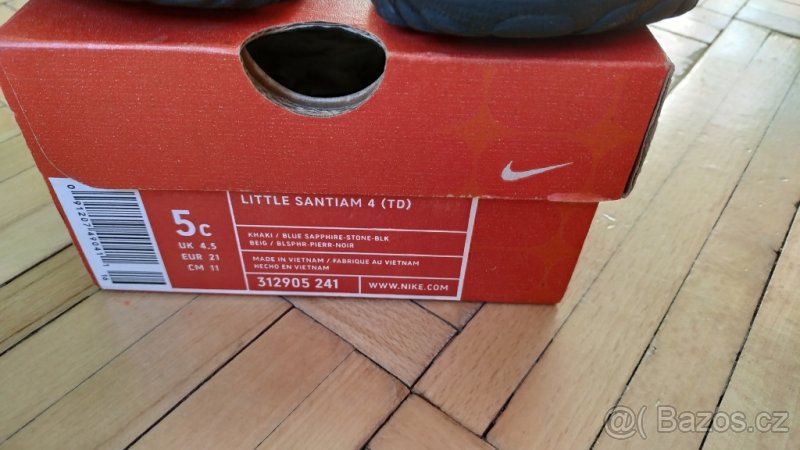 LITTLE SANTIAM 4 (TD)
5c
UK 4.5
EUR 21
CM 11
KHAKI / BLUE SAPPHIRE-STONE-BLK
BEIG / BLSPHR-PIERR-NOIR
MADE IN VIETNAM / FABRIQUE AU VIETNAM
HECHO EN VIETNAM
312905 241
WWW.NIKE.COM
@ Bazos.cz